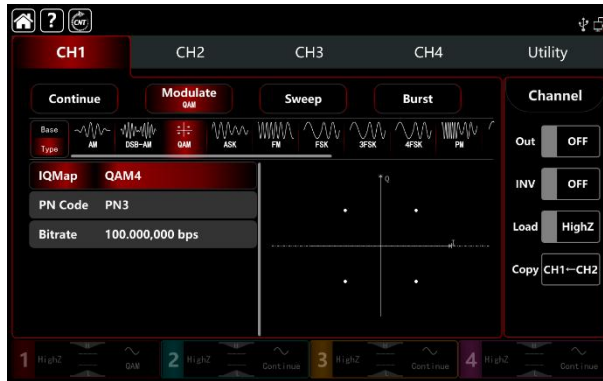 ? CNT
CH1 CH2 CH3 CH4 Utility
Continue Modulate Sweep Burst Channel
QAM
Base
Type AM DSB-AM QAM ASK FM FSK 3FSK 4FSK PM
Out OFF
IQMap QAM4
Q
INV OFF
PN Code PN3
Bitrate 100.000,000 bps
Load HighZ
I
Copy CH1←CH2
1 HighZ QAM 2 HighZ Continue 3 HighZ Continue 4 HighZ Continue